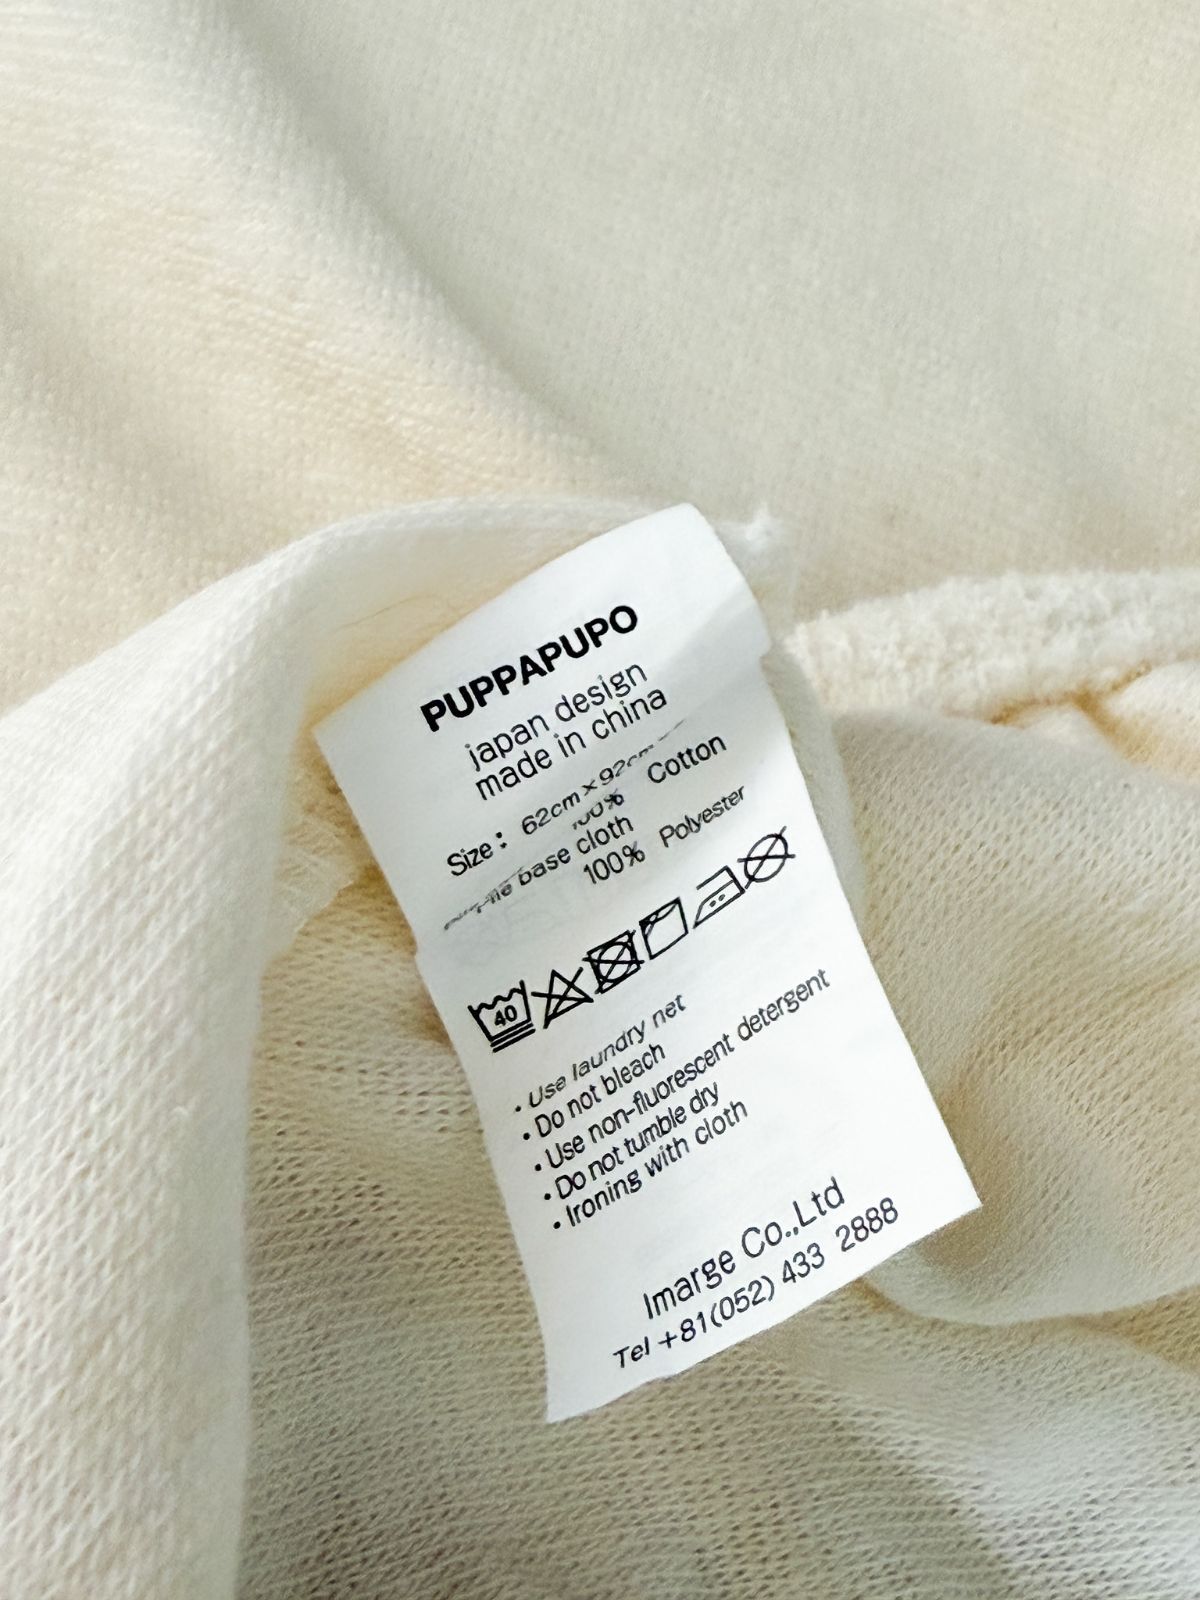 PUPPAPUPO
japan design
made in china
Size: 62cm×92cm
100% Cotton
base cloth
100% Polyester
40
• Use laundry net
• Do not bleach
• Use non-fluorescent detergent
• Do not tumble dry
• Ironing with cloth
Imarge Co.,Ltd
Tel +81(052) 433 2888